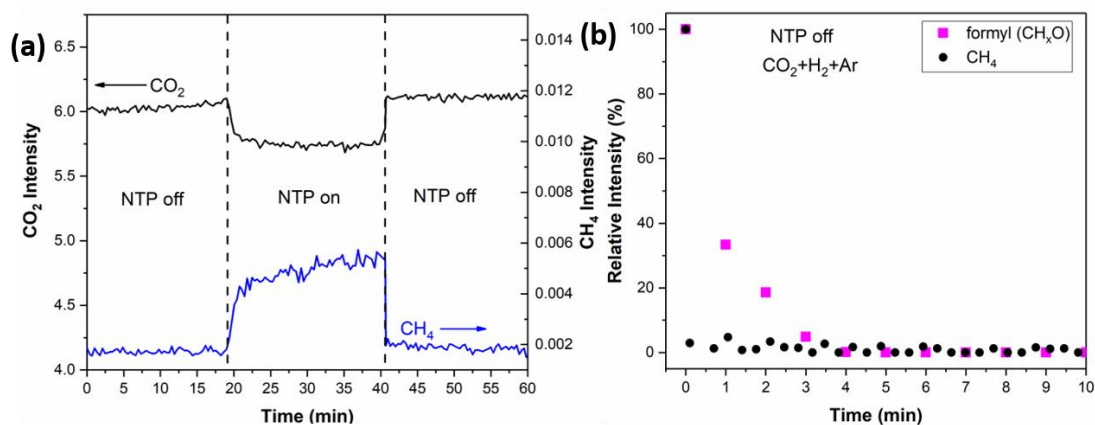 (a)
CO₂ Intensity
6.75
6.5
6.0
5.5
5.0
4.5
4.0
CO₂
NTP off
NTP on
NTP off
CH₄
0.014
0.012
0.010
0.008
0.006
0.004
0.002
CH₄ Intensity
0 5 10 15 20 25 30 35 40 45 50 55 60
Time (min)
(b)
Relative Intensity (%)
100
80
60
40
20
0
NTP off
CO₂+H₂+Ar
formyl (CHₓO)
CH₄
0 1 2 3 4 5 6 7 8 9 10
Time (min)